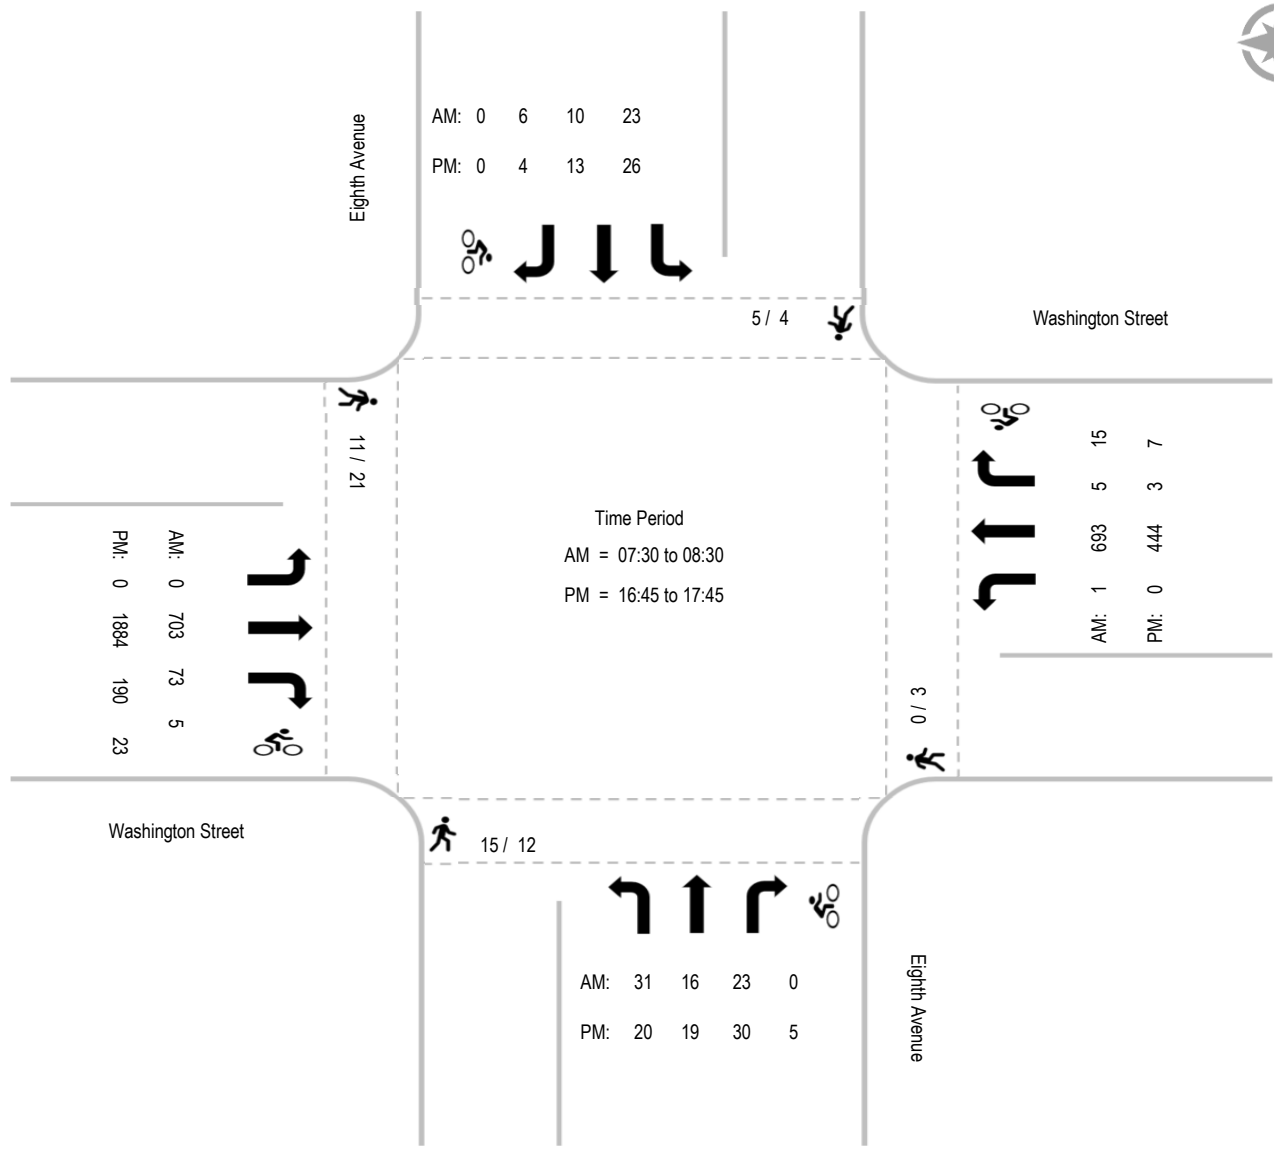 Eighth Avenue
AM: 0 6 10 23
PM: 0 4 13 26
5 / 4
Washington Street
11 / 21
AM: 1 693 5 15
PM: 0 444 3 7
Time Period
AM = 07:30 to 08:30
PM = 16:45 to 17:45
AM: 0 703 73 5
PM: 0 1884 190 23
0 / 3
Washington Street
15 / 12
AM: 31 16 23 0
PM: 20 19 30 5
Eighth Avenue